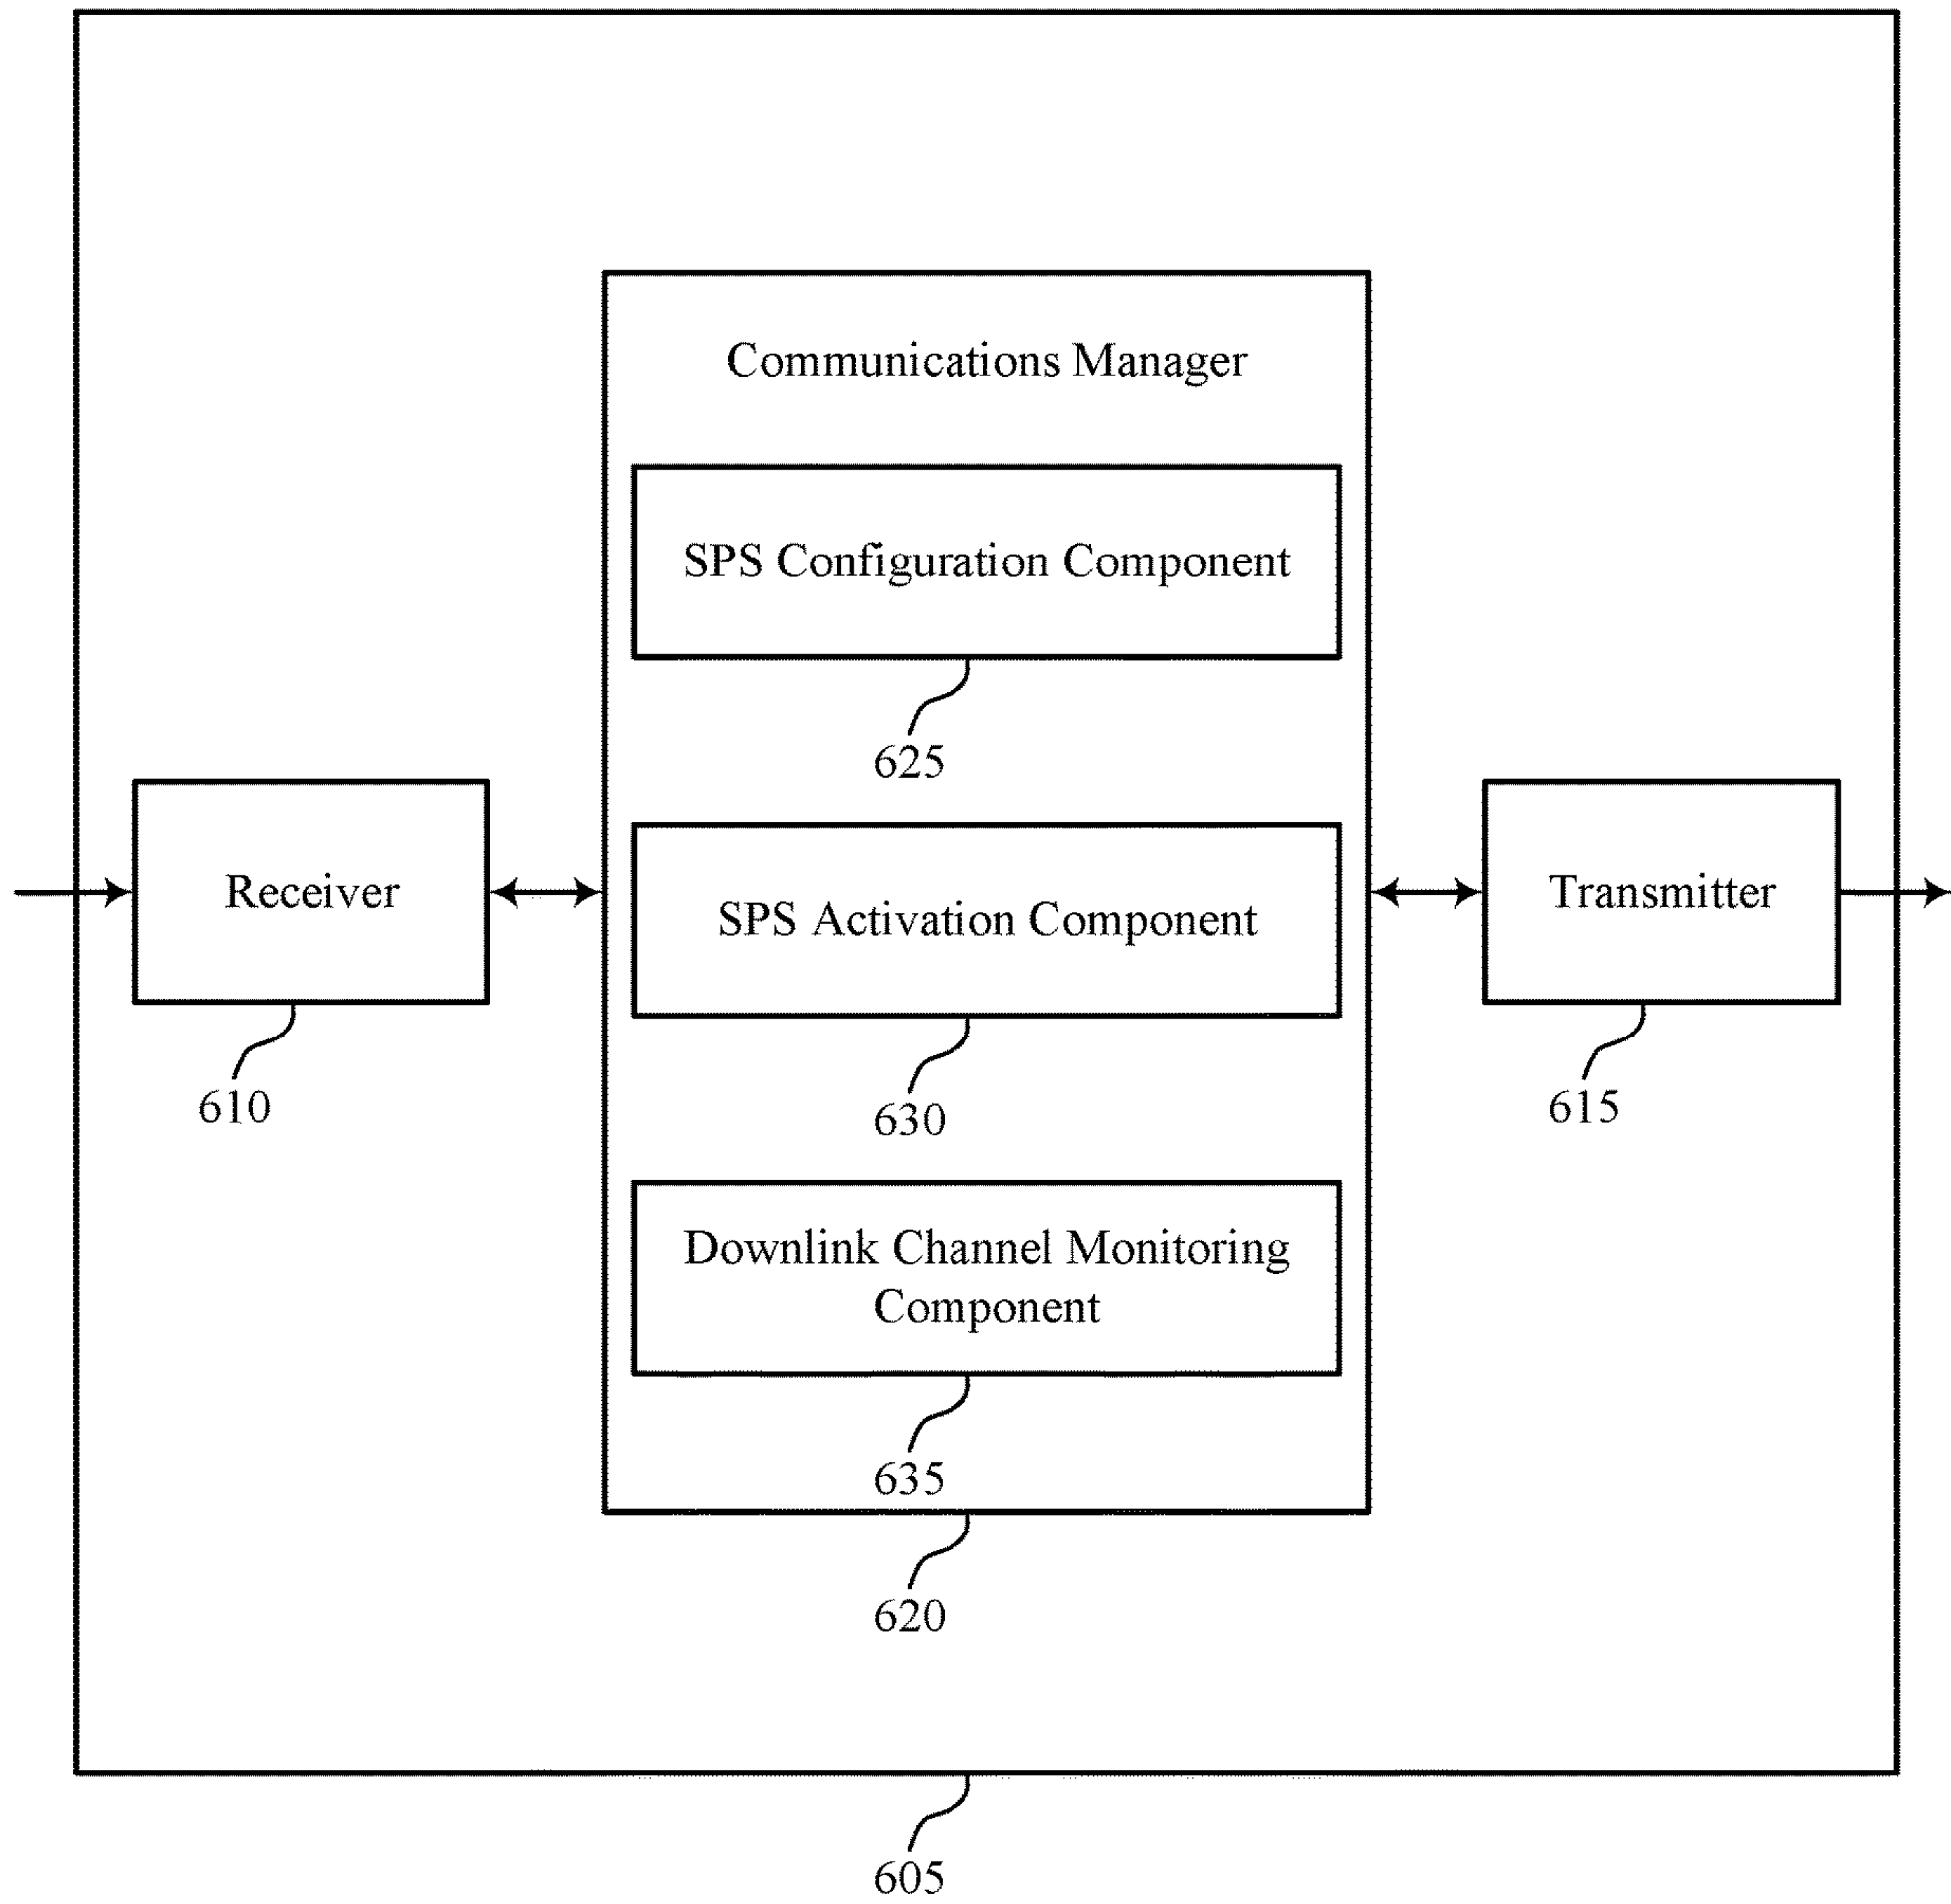 Communications Manager
SPS Configuration Component
625
Receiver
610
SPS Activation Component
630
Transmitter
615
Downlink Channel Monitoring
Component
635
620
605